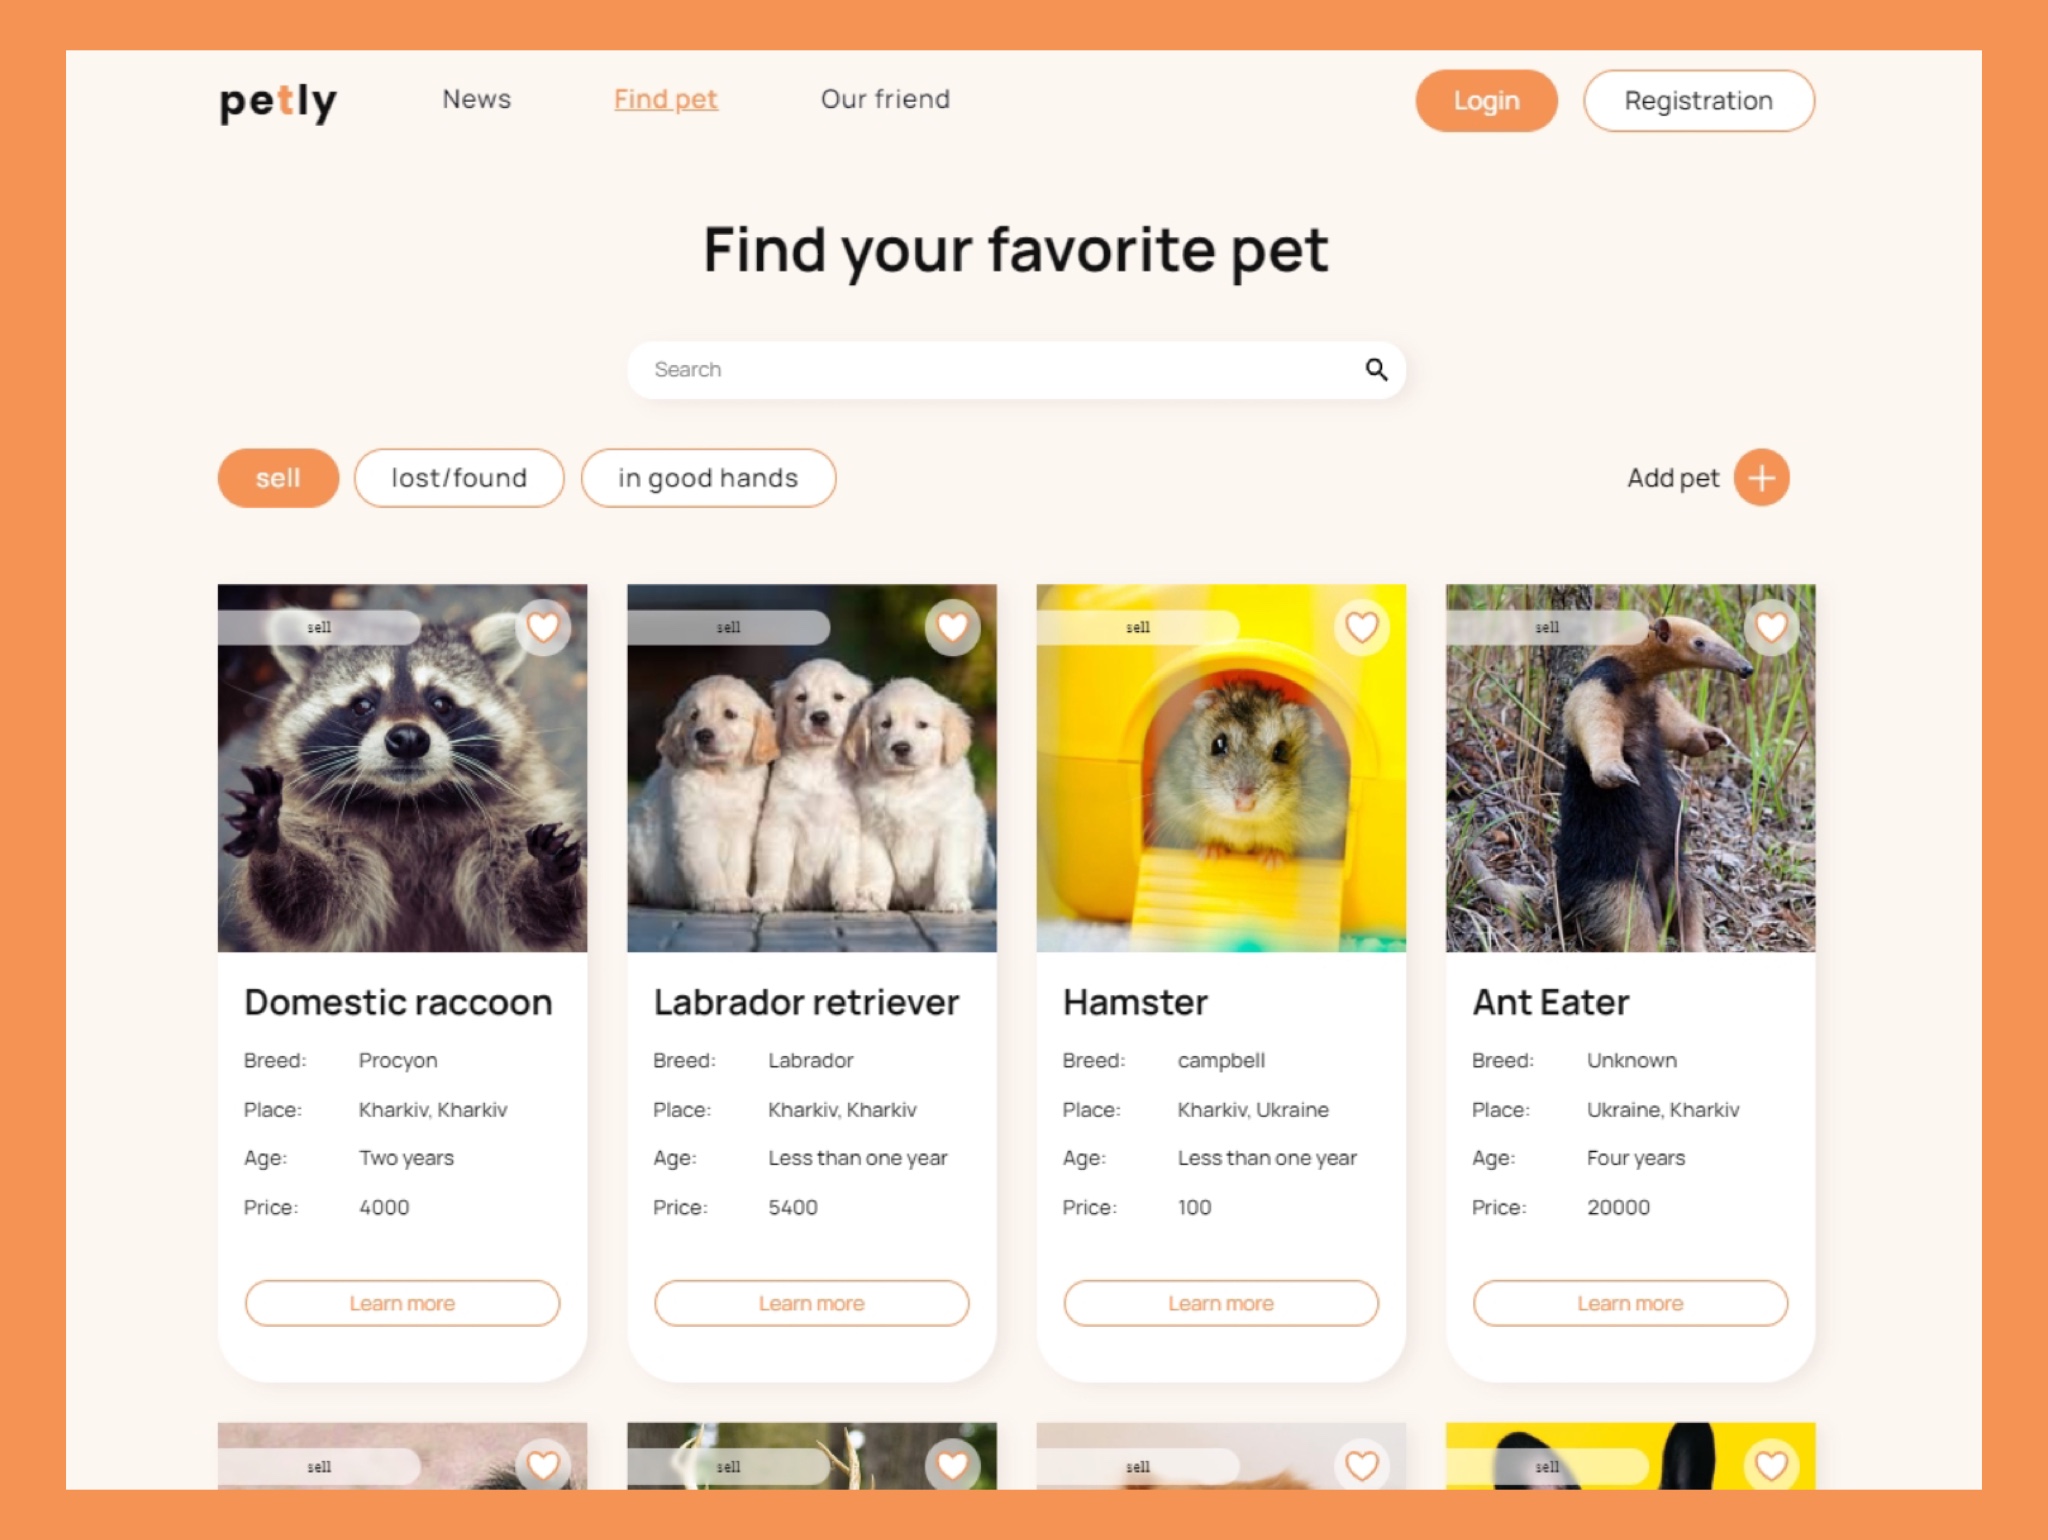 petly News Find pet Our friend Login Registration
Find your favorite pet
Search
sell lost/found in good hands Add pet
sell sell sell sell
Domestic raccoon Labrador retriever Hamster Ant Eater
Breed: Procyon Breed: Labrador Breed: campbell Breed: Unknown
Place: Kharkiv, Kharkiv Place: Kharkiv, Kharkiv Place: Kharkiv, Ukraine Place: Ukraine, Kharkiv
Age: Two years Age: Less than one year Age: Less than one year Age: Four years
Price: 4000 Price: 5400 Price: 100 Price: 20000
Learn more Learn more Learn more Learn more
sell sell sell sell